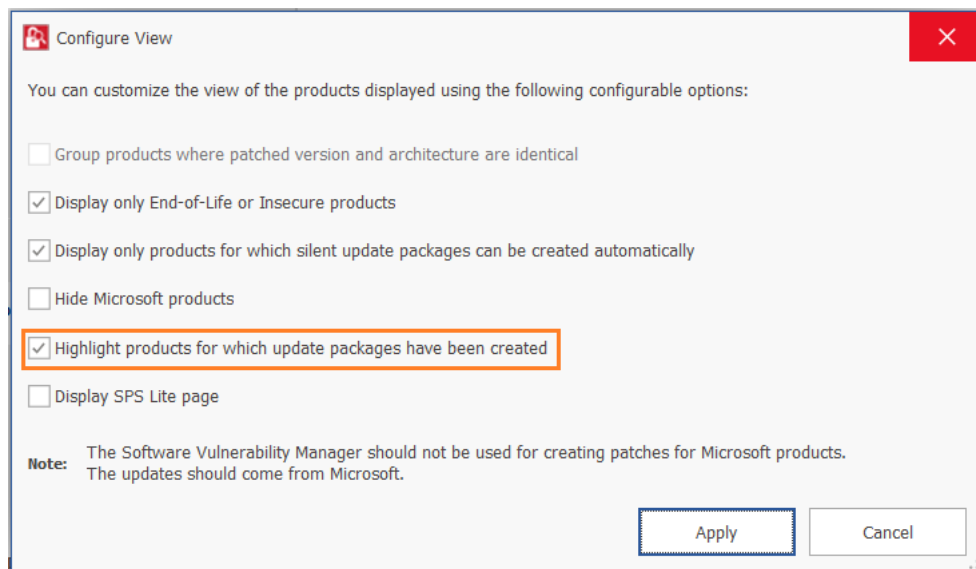 Configure View
You can customize the view of the products displayed using the following configurable options:
Group products where patched version and architecture are identical
Display only End-of-Life or Insecure products
Display only products for which silent update packages can be created automatically
Hide Microsoft products
Highlight products for which update packages have been created
Display SPS Lite page
Note: The Software Vulnerability Manager should not be used for creating patches for Microsoft products.
The updates should come from Microsoft.
Apply Cancel